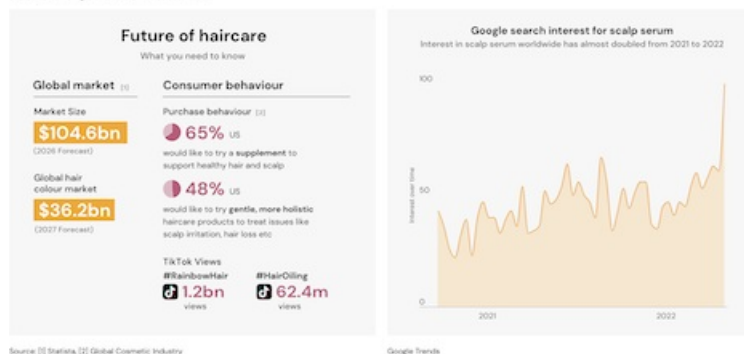 Future of haircare
What you need to know
Global market [1]
Market Size
$104.6bn
(2026 Forecast)
Global hair
colour market
$36.2bn
(2027 Forecast)
Consumer behaviour
Purchase behaviour [2]
65% US
would like to try a supplement to
support healthy hair and scalp
48% US
would like to try gentle, more holistic
haircare products to treat issues like
scalp irritation, hair loss etc
TikTok Views
#RainbowHair
1.2bn
views
#HairOiling
62.4m
views
Source: [1] Statista, [2] Global Cosmetic Industry
Google search interest for scalp serum
Interest in scalp serum worldwide has almost doubled from 2021 to 2022
Interest over time
100
50
0
2021
2022
Google Trends